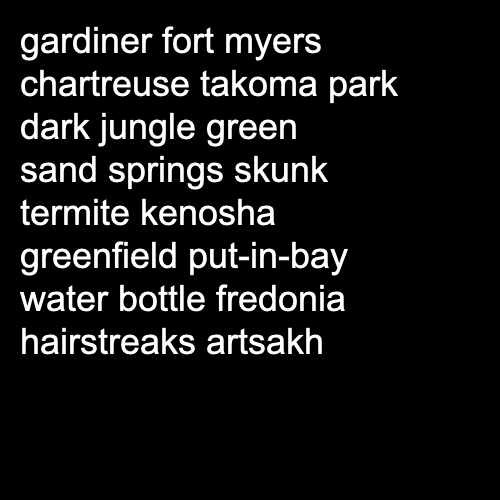 gardiner fort myers
chartreuse takoma park
dark jungle green
sand springs skunk
termite kenosha
greenfield put-in-bay
water bottle fredonia
hairstreaks artsakh